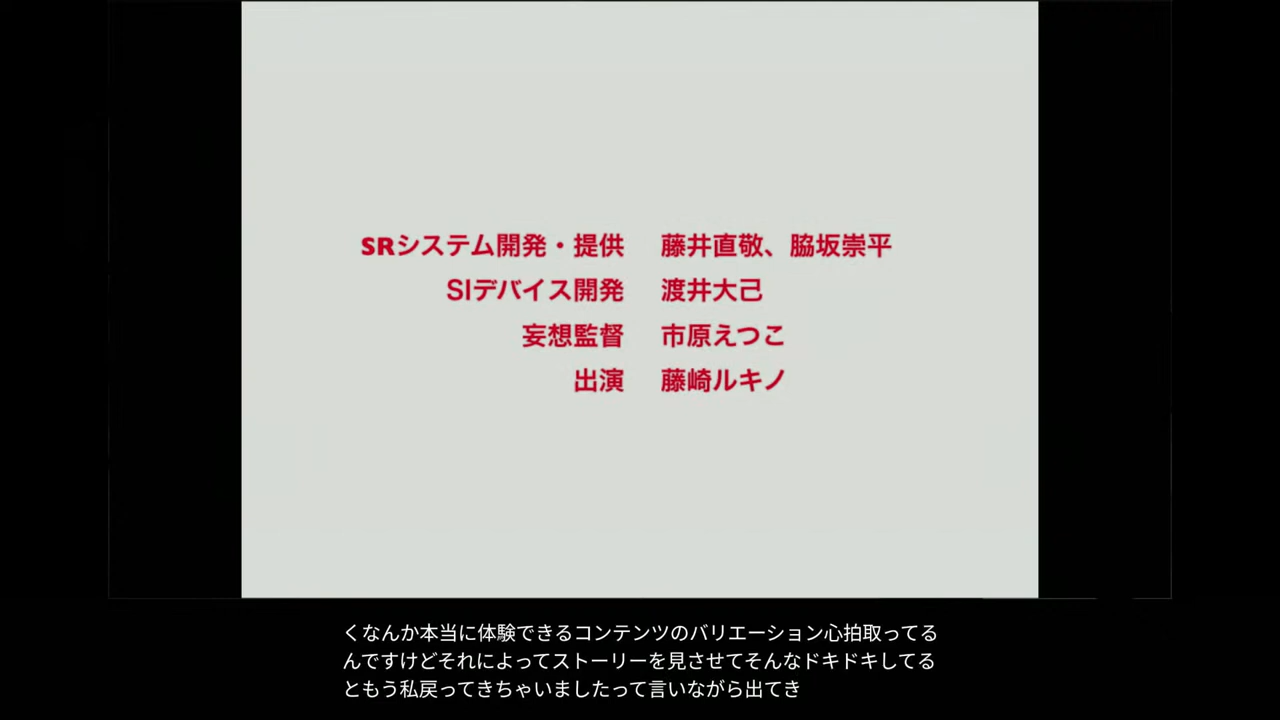 SRシステム開発・提供 藤井直敬、脇坂崇平
SIデバイス開発 渡井大己
妄想監督 市原えつこ
出演 藤崎ルキノ
くなんか本当に体験できるコンテンツのバリエーション心拍取ってる
んですけどそれによってストーリーを見させてそんなドキドキしてる
ともう私戻ってきちゃいましたって言いながら出てき